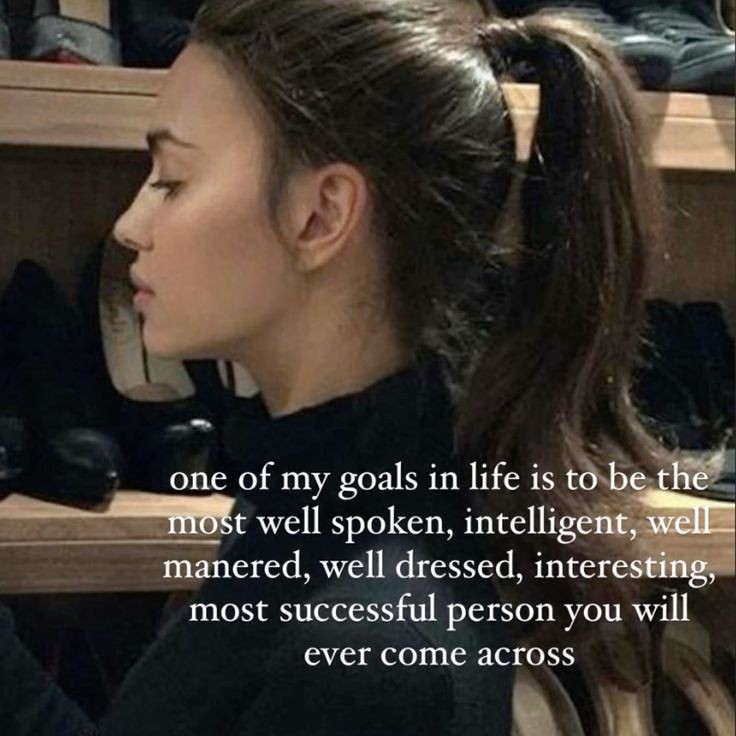 one of my goals in life is to be the
most well spoken, intelligent, well
manered, well dressed, interesting,
most successful person you will
ever come across